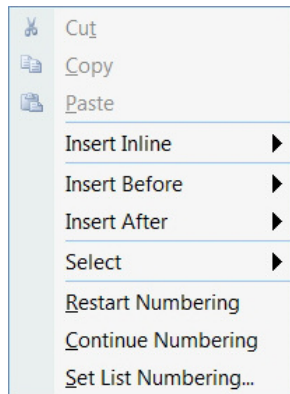 Cut
Copy
Paste
Insert Inline
Insert Before
Insert After
Select
Restart Numbering
Continue Numbering
Set List Numbering...